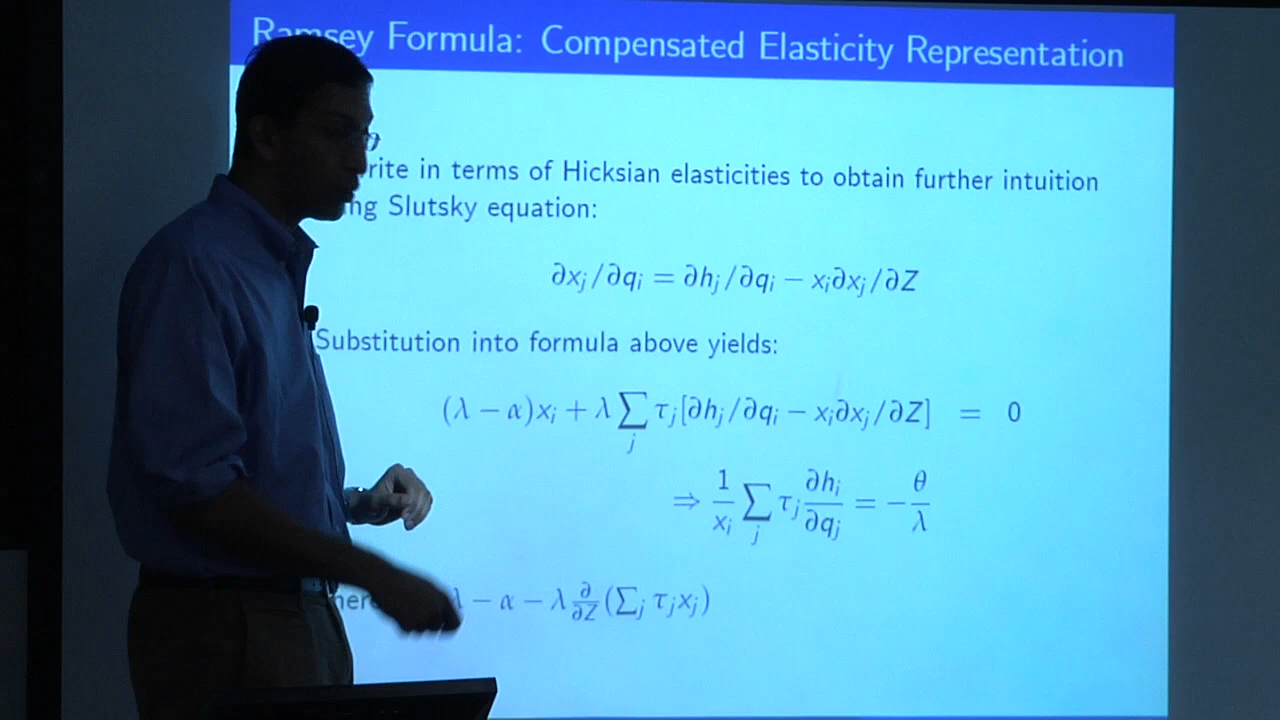 Ramsey Formula: Compensated Elasticity Representation
rite in terms of Hicksian elasticities to obtain further intuition
ng Slutsky equation:
∂xⱼ/∂qᵢ = ∂hⱼ/∂qᵢ − xᵢ∂xⱼ/∂Z
Substitution into formula above yields:
(λ − α)xᵢ + λ ∑ⱼ τⱼ[∂hⱼ/∂qᵢ − xᵢ∂xⱼ/∂Z] = 0
⇒ 1/xᵢ ∑ⱼ τⱼ ∂hᵢ/∂qⱼ = −θ/λ
her λ − α − λ ∂/∂Z (∑ⱼ τⱼxⱼ)